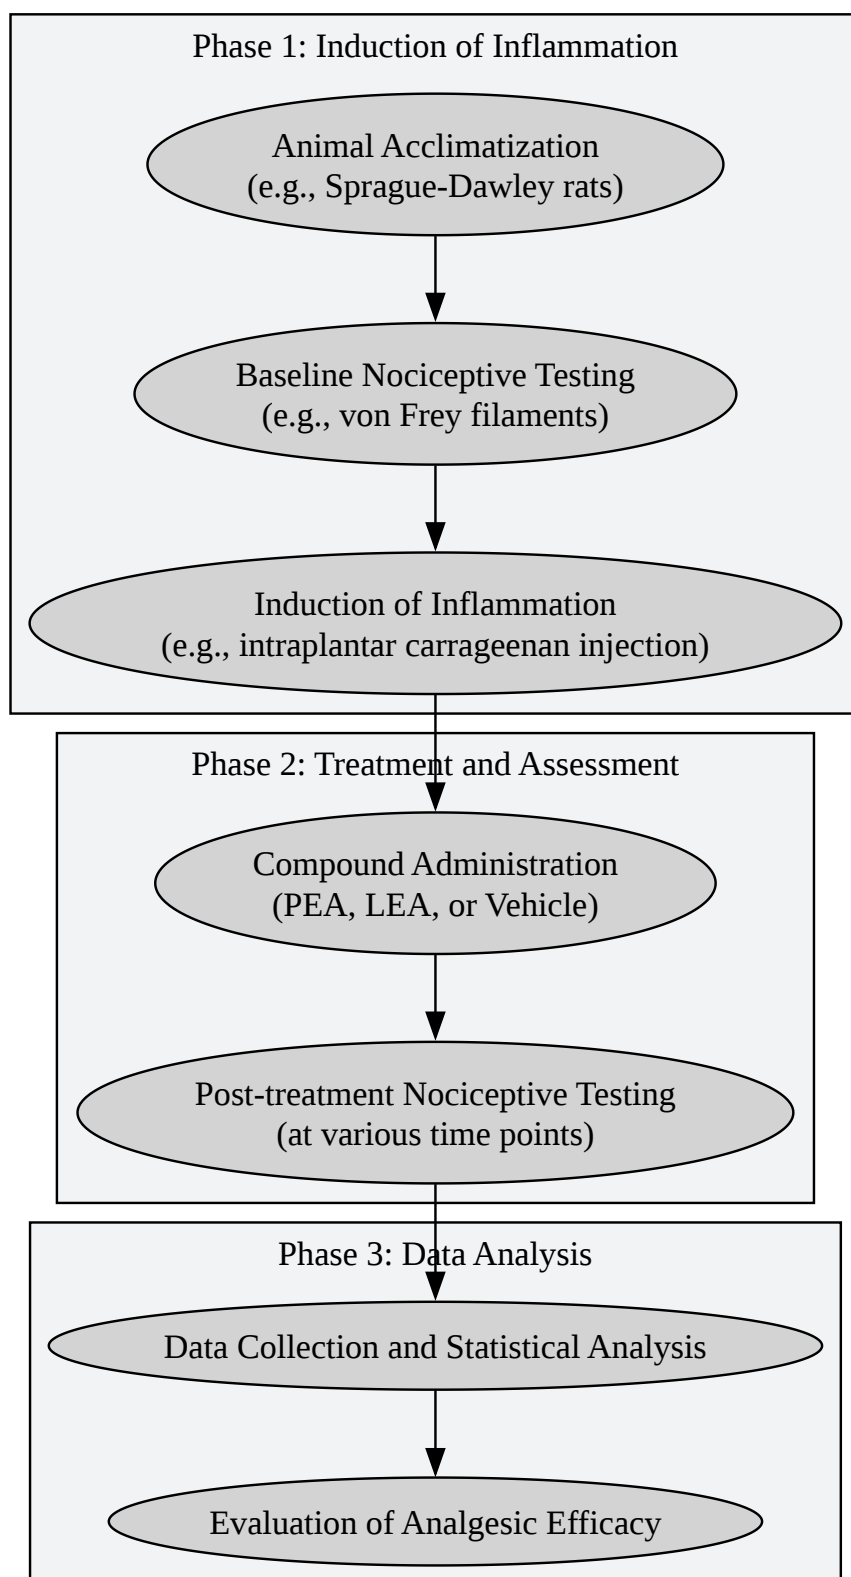 Phase 1: Induction of Inflammation
Animal Acclimatization
(e.g., Sprague-Dawley rats)
Baseline Nociceptive Testing
(e.g., von Frey filaments)
Induction of Inflammation
(e.g., intraplantar carrageenan injection)
Phase 2: Treatment and Assessment
Compound Administration
(PEA, LEA, or Vehicle)
Post-treatment Nociceptive Testing
(at various time points)
Phase 3: Data Analysis
Data Collection and Statistical Analysis
Evaluation of Analgesic Efficacy